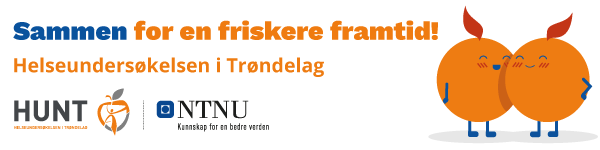 Sammen for en friskere framtid!
Helseundersøkelsen i Trøndelag
HUNT
HELSEUNDERSØKELSEN I TRØNDELAG
NTNU
Kunnskap for en bedre verden